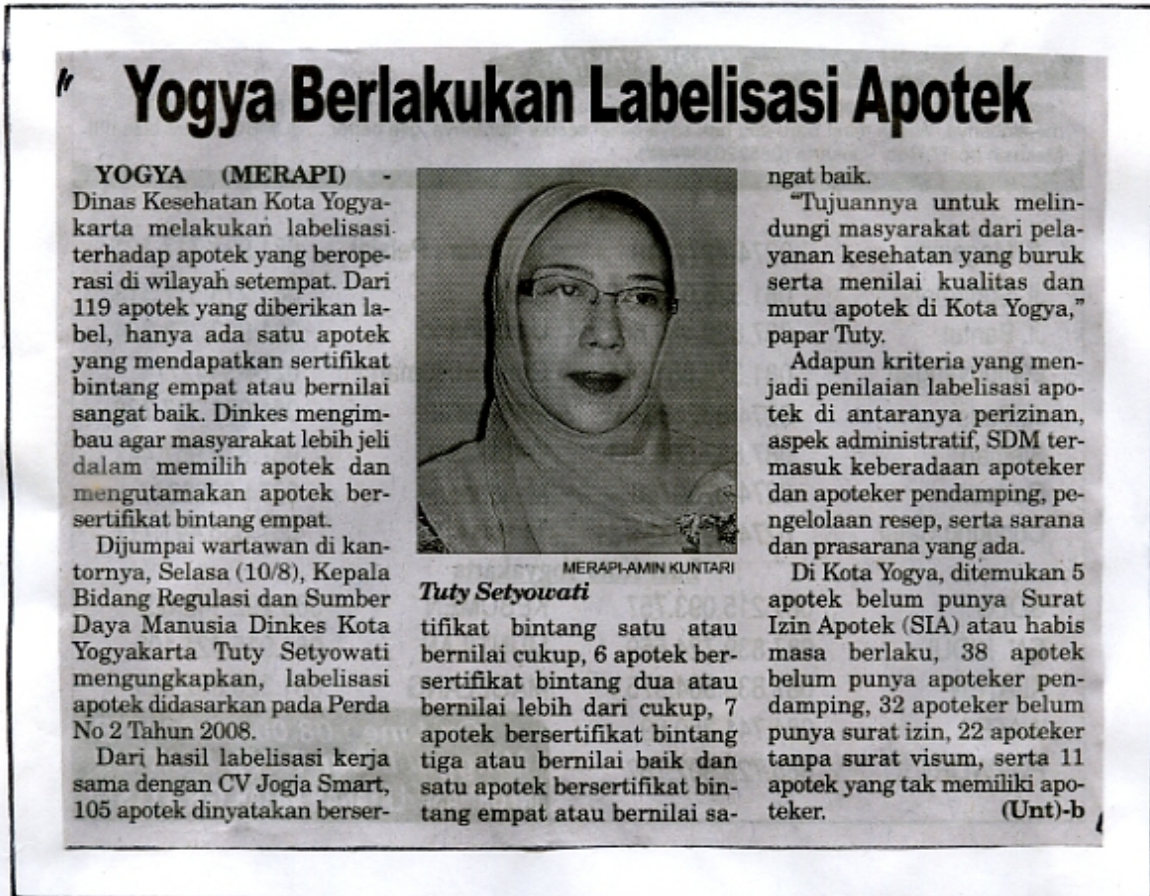 Yogya Berlakukan Labelisasi Apotek
YOGYA (MERAPI) -
Dinas Kesehatan Kota Yogya-
karta melakukan labelisasi
terhadap apotek yang berope-
rasi di wilayah setempat. Dari
119 apotek yang diberikan la-
bel, hanya ada satu apotek
yang mendapatkan sertifikat
bintang empat atau bernilai
sangat baik. Dinkes mengim-
bau agar masyarakat lebih jeli
dalam memilih apotek dan
mengutamakan apotek ber-
sertifikat bintang empat.
Dijumpai wartawan di kan-
tornya, Selasa (10/8), Kepala
Bidang Regulasi dan Sumber
Daya Manusia Dinkes Kota
Yogyakarta Tuty Setyowati
mengungkapkan, labelisasi
apotek didasarkan pada Perda
No 2 Tahun 2008.
Dari hasil labelisasi kerja
sama dengan CV Jogja Smart,
105 apotek dinyatakan berser-
MERAPI-AMIN KUNTARI
Tuty Setyowati
tifikat bintang satu atau
bernilai cukup, 6 apotek ber-
sertifikat bintang dua atau
bernilai lebih dari cukup, 7
apotek bersertifikat bintang
tiga atau bernilai baik dan
satu apotek bersertifikat bin-
tang empat atau bernilai sa-
ngat baik.
"Tujuannya untuk melin-
dungi masyarakat dari pela-
yanan kesehatan yang buruk
serta menilai kualitas dan
mutu apotek di Kota Yogya,"
papar Tuty.
Adapun kriteria yang men-
jadi penilaian labelisasi apo-
tek di antaranya perizinan,
aspek administratif, SDM ter-
masuk keberadaan apoteker
dan apoteker pendamping, pe-
ngelolaan resep, serta sarana
dan prasarana yang ada.
Di Kota Yogya, ditemukan 5
apotek belum punya Surat
Izin Apotek (SIA) atau habis
masa berlaku, 38 apotek
belum punya apoteker pen-
damping, 32 apoteker belum
punya surat izin, 22 apoteker
tanpa surat visum, serta 11
apotek yang tak memiliki apo-
teker. (Unt)-b